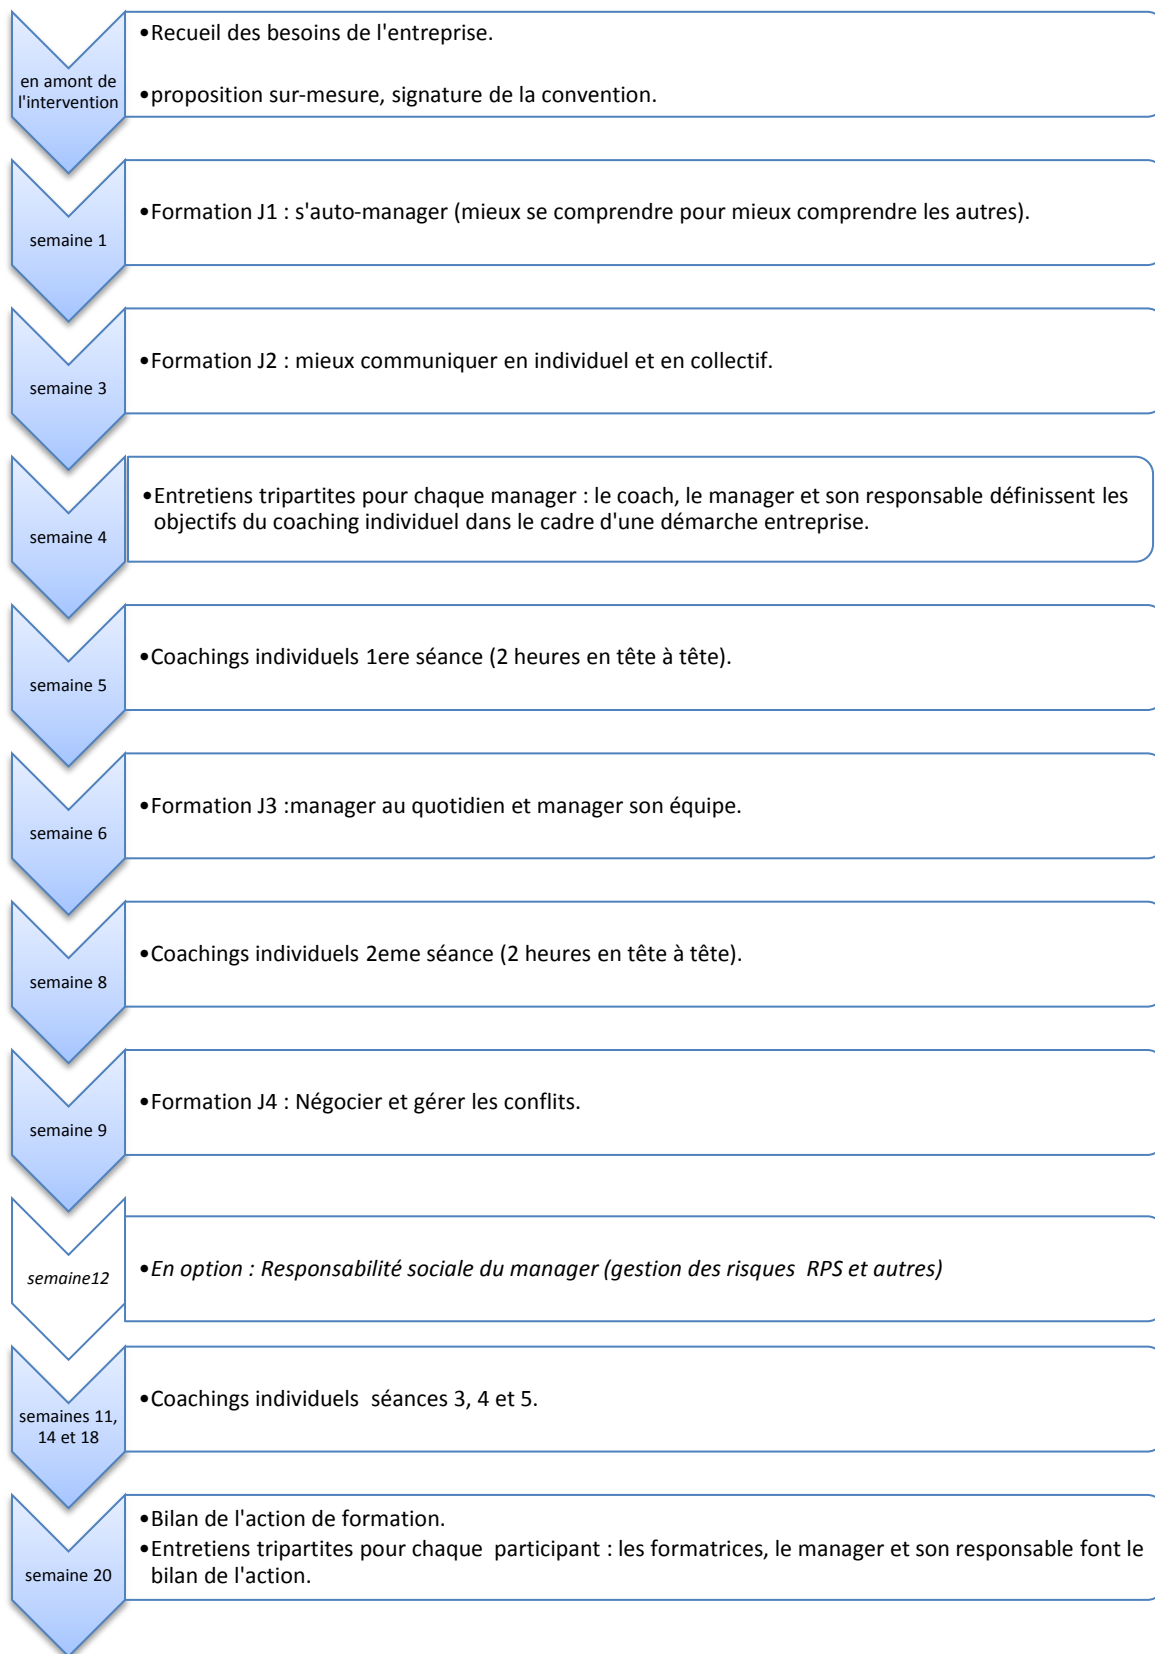 en amont de
l'intervention
•Recueil des besoins de l'entreprise.
•proposition sur-mesure, signature de la convention.
semaine 1
•Formation J1 : s'auto-manager (mieux se comprendre pour mieux comprendre les autres).
semaine 3
•Formation J2 : mieux communiquer en individuel et en collectif.
semaine 4
•Entretiens tripartites pour chaque manager : le coach, le manager et son responsable définissent les
objectifs du coaching individuel dans le cadre d'une démarche entreprise.
semaine 5
•Coachings individuels 1ere séance (2 heures en tête à tête).
semaine 6
•Formation J3 :manager au quotidien et manager son équipe.
semaine 8
•Coachings individuels 2eme séance (2 heures en tête à tête).
semaine 9
•Formation J4 : Négocier et gérer les conflits.
semaine12
•En option : Responsabilité sociale du manager (gestion des risques  RPS et autres)
semaines 11,
14 et 18
•Coachings individuels  séances 3, 4 et 5.
semaine 20
•Bilan de l'action de formation.
•Entretiens tripartites pour chaque  participant : les formatrices, le manager et son responsable font le
bilan de l'action.